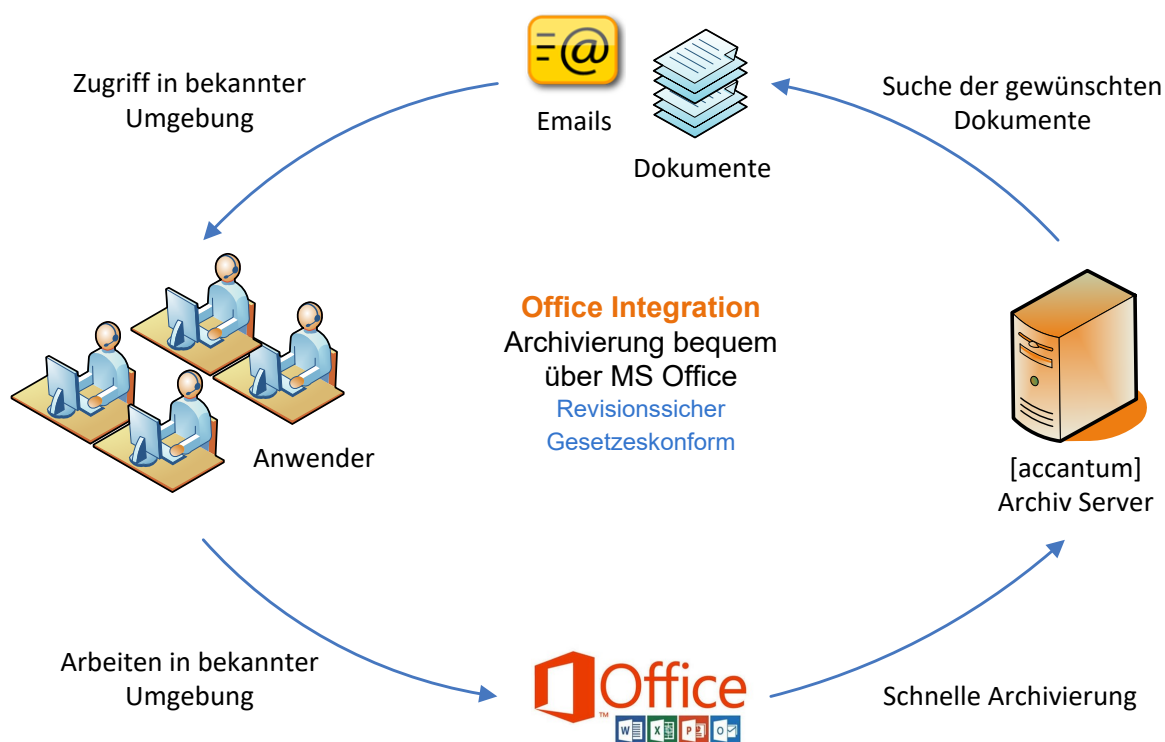 Zugriff in bekannter
Umgebung
Emails
Dokumente
Suche der gewünschten
Dokumente
Office Integration
Archivierung bequem
über MS Office
Revisionssicher
Gesetzeskonform
Anwender
[accantum]
Archiv Server
Arbeiten in bekannter
Umgebung
Office
TM
W X P O
Schnelle Archivierung